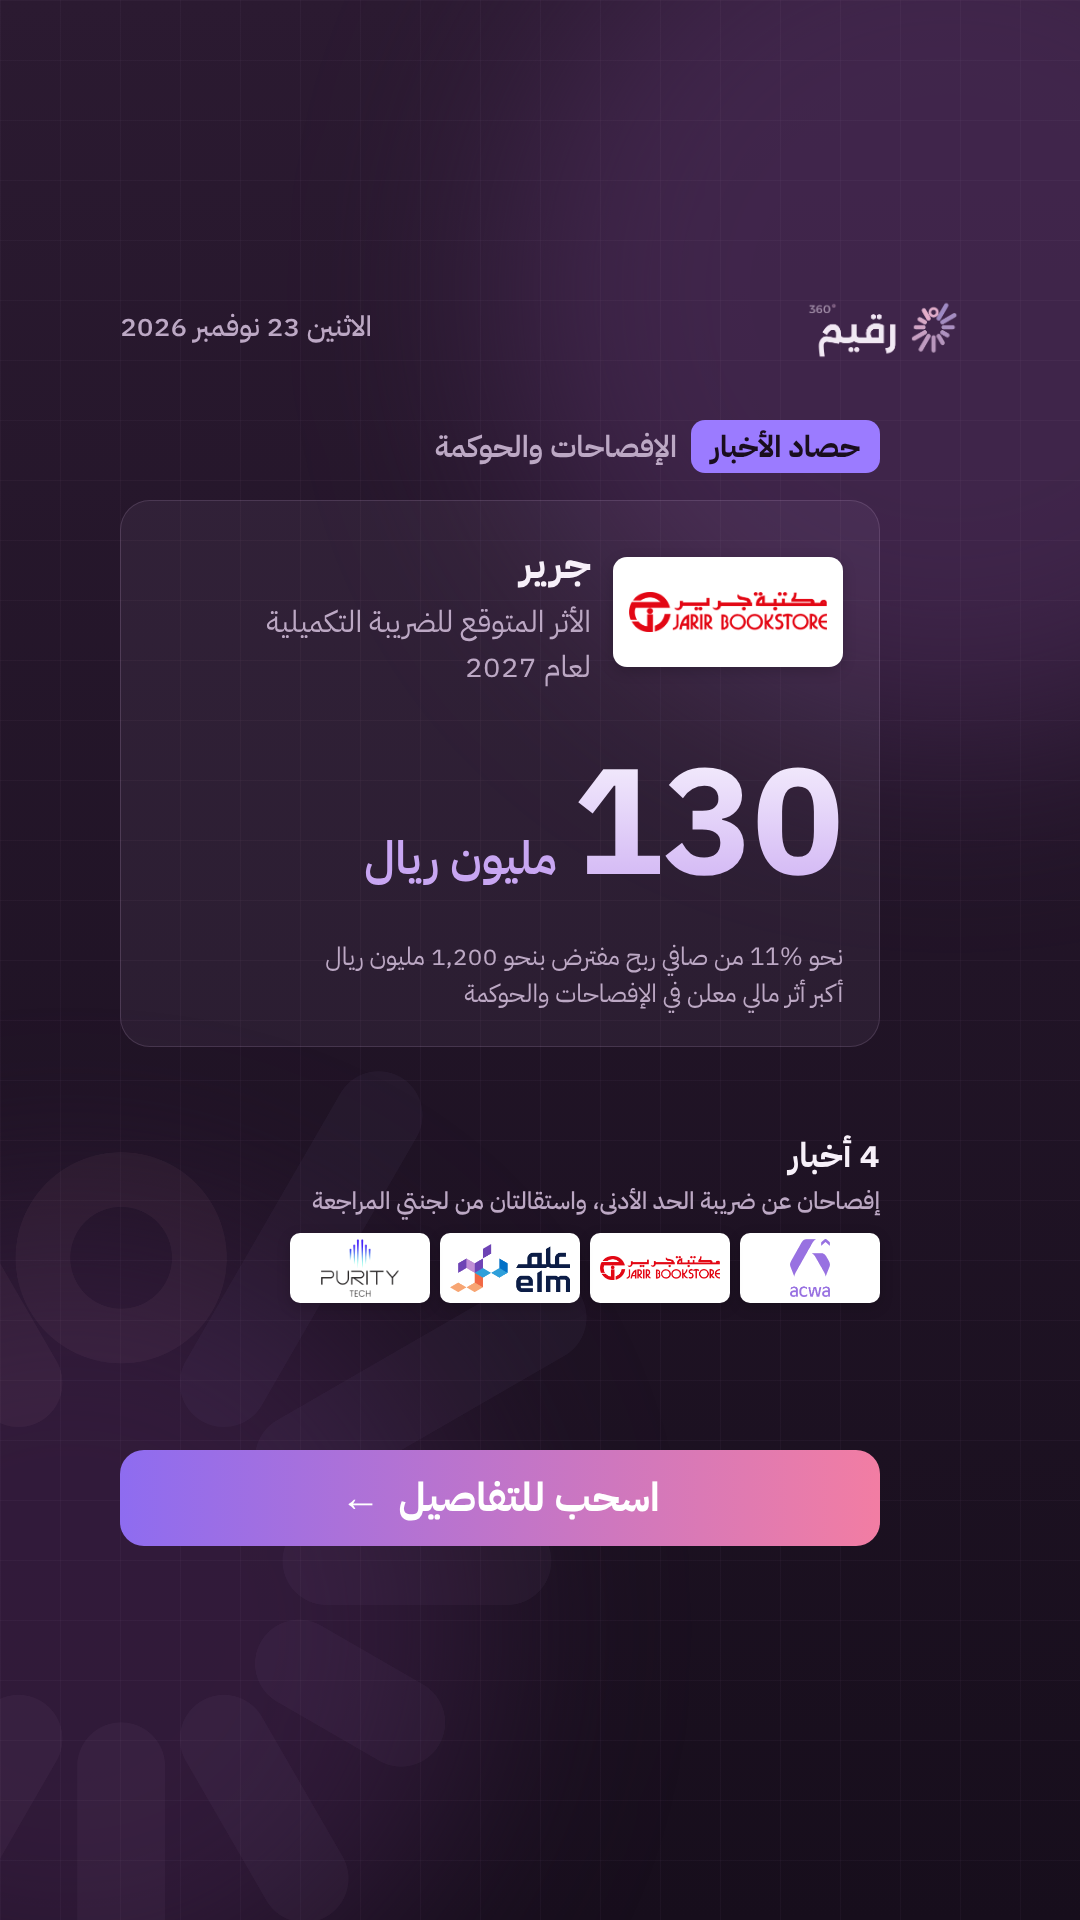 رقيم 360°
الاثنين 23 نوفمبر 2026
حصاد الأخبار الإفصاحات والحوكمة
مكتبة جرير
JARIR BOOKSTORE
جرير
الأثر المتوقع للضريبة التكميلية
لعام 2027
130 مليون ريال
نحو 11% من صافي ربح مفترض بنحو 1,200 مليون ريال
أكبر أثر مالي معلن في الإفصاحات والحوكمة
4 أخبار
إفصاحان عن ضريبة الحد الأدنى، واستقالتان من لجنتي المراجعة
acwa
مكتبة جرير
JARIR BOOKSTORE
علم
elm
PURITY
TECH
اسحب للتفاصيل ←